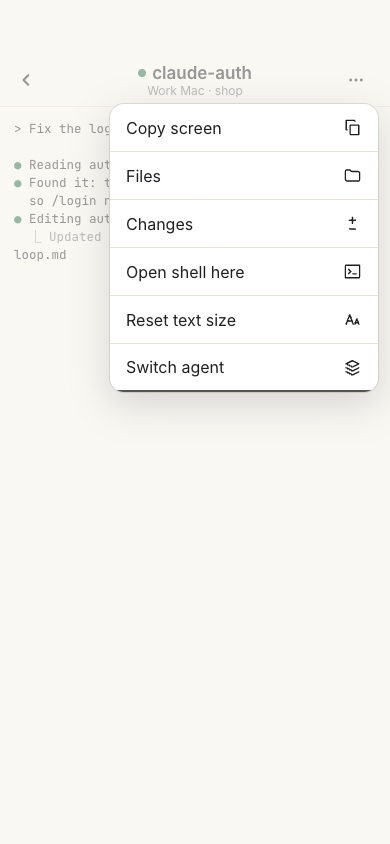 claude-auth
Work Mac · shop
> Fix the log
Reading aut
Found it: t
so /login n
Editing aut
Updated
loop.md
Copy screen
Files
Changes
Open shell here
Reset text size
Switch agent